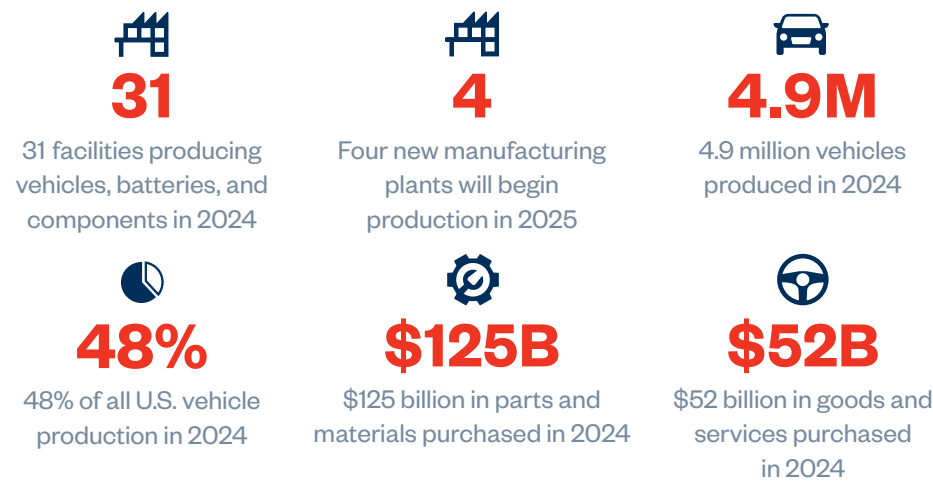 31
31 facilities producing
vehicles, batteries, and
components in 2024
4
Four new manufacturing
plants will begin
production in 2025
4.9M
4.9 million vehicles
produced in 2024
48%
48% of all U.S. vehicle
production in 2024
$125B
$125 billion in parts and
materials purchased in 2024
$52B
$52 billion in goods and
services purchased
in 2024